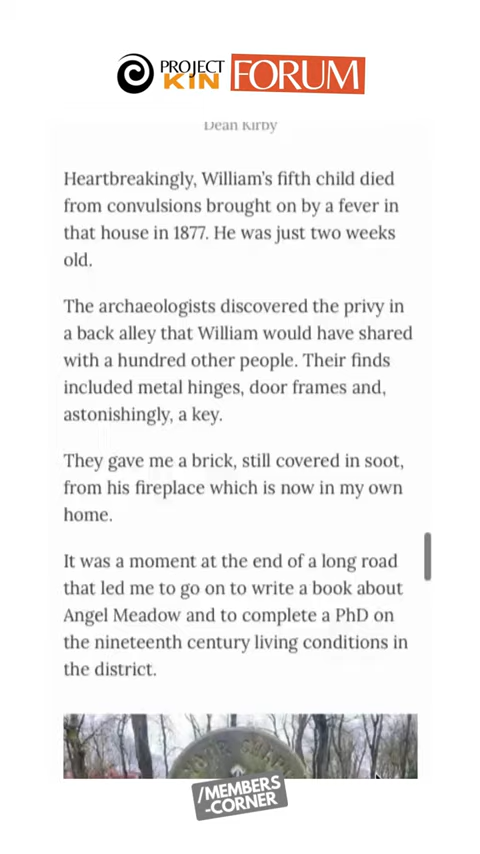 PROJECT
KIN
FORUM
Dean Kirby
Heartbreakingly, William's fifth child died
from convulsions brought on by a fever in
that house in 1877. He was just two weeks
old.
The archaeologists discovered the privy in
a back alley that William would have shared
with a hundred other people. Their finds
included metal hinges, door frames and,
astonishingly, a key.
They gave me a brick, still covered in soot,
from his fireplace which is now in my own
home.
It was a moment at the end of a long road
that led me to go on to write a book about
Angel Meadow and to complete a PhD on
the nineteenth century living conditions in
the district.
/MEMBERS
-CORNER